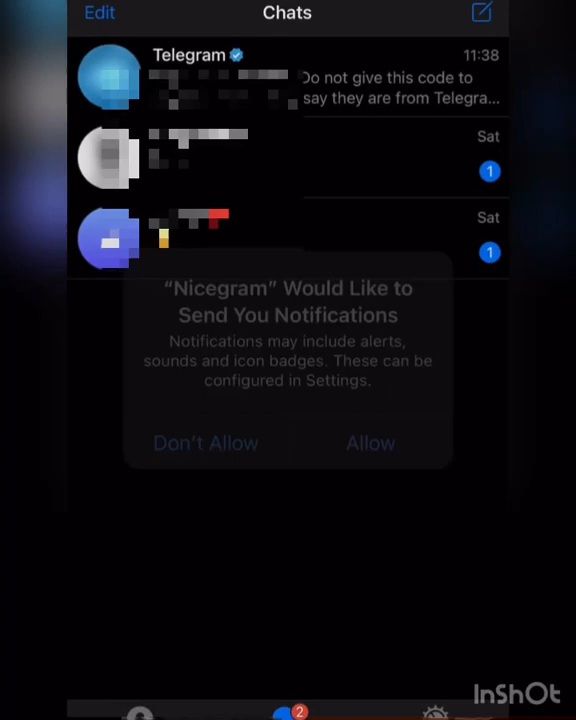 Edit
Chats
Telegram
11:38
Do not give this code to
say they are from Telegra...
Sat
1
Sat
1
“Nicegram” Would Like to
Send You Notifications
Notifications may include alerts,
sounds and icon badges. These can be
configured in Settings.
Don't Allow
Allow
2
InShOt